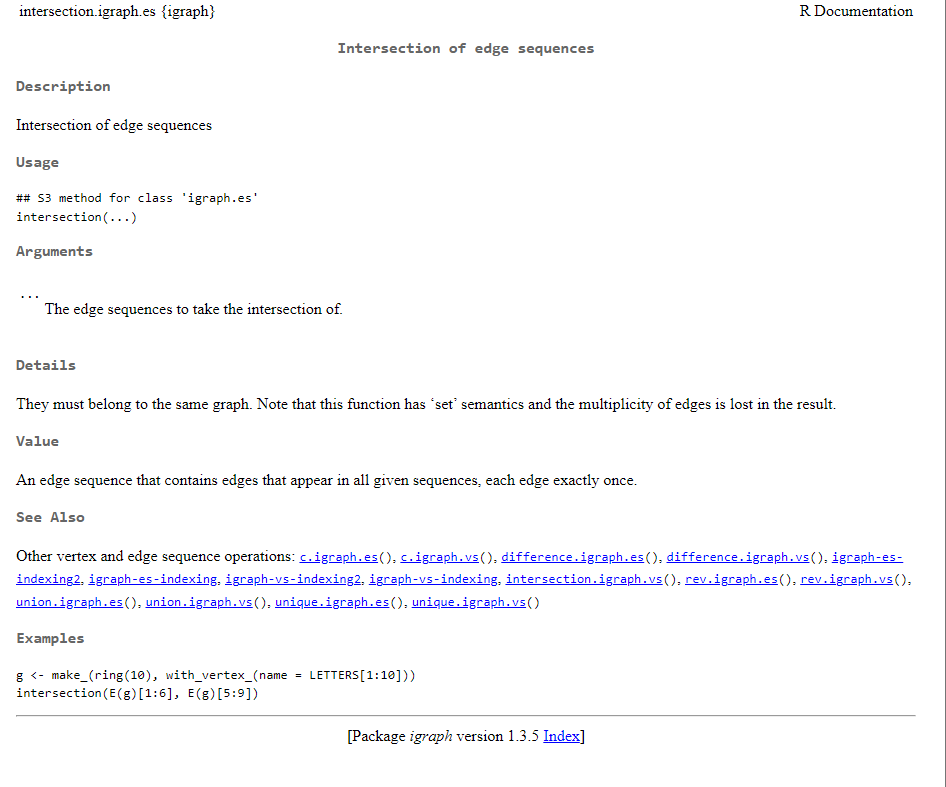 intersection.igraph.es {igraph} R Documentation
Intersection of edge sequences
Description
Intersection of edge sequences
Usage
## S3 method for class 'igraph.es'
intersection(...)
Arguments
...
The edge sequences to take the intersection of.
Details
They must belong to the same graph. Note that this function has ‘set’ semantics and the multiplicity of edges is lost in the result.
Value
An edge sequence that contains edges that appear in all given sequences, each edge exactly once.
See Also
Other vertex and edge sequence operations: c.igraph.es(), c.igraph.vs(), difference.igraph.es(), difference.igraph.vs(), igraph-es-
indexing2, igraph-es-indexing, igraph-vs-indexing2, igraph-vs-indexing, intersection.igraph.vs(), rev.igraph.es(), rev.igraph.vs(),
union.igraph.es(), union.igraph.vs(), unique.igraph.es(), unique.igraph.vs()
Examples
g <- make_(ring(10), with_vertex_(name = LETTERS[1:10]))
intersection(E(g)[1:6], E(g)[5:9])
[Package igraph version 1.3.5 Index]